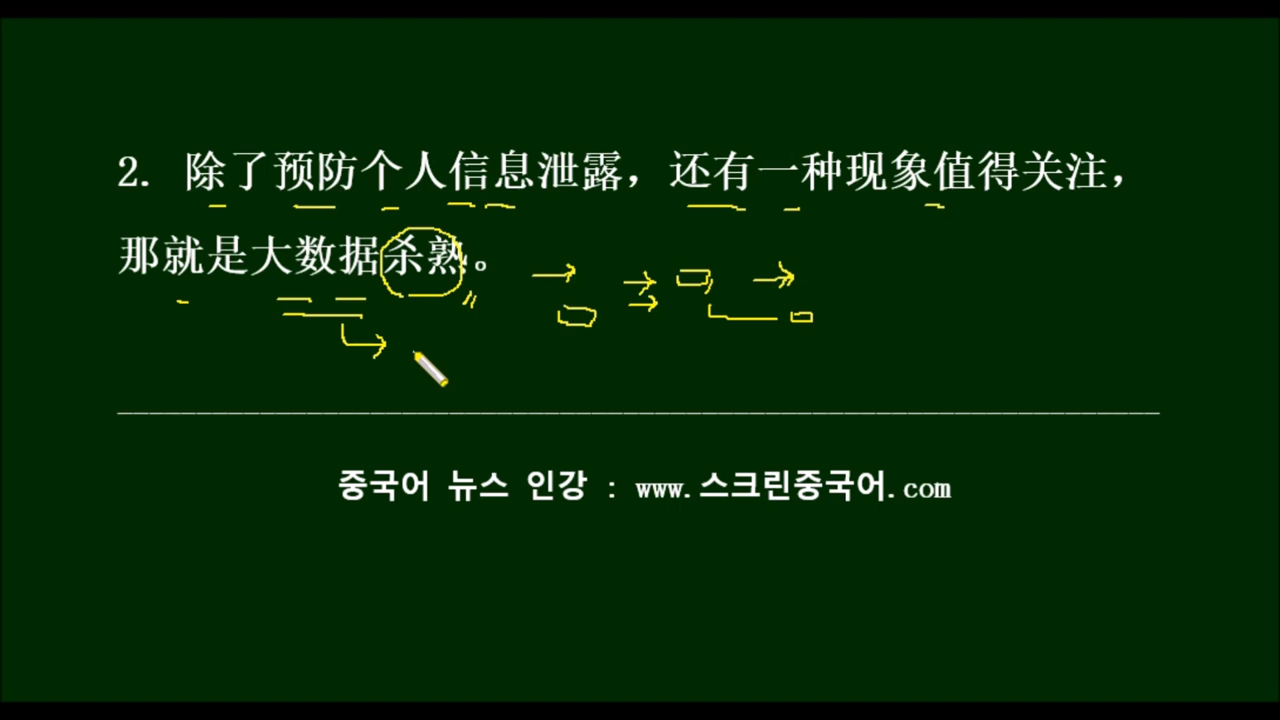 2. 除了预防个人信息泄露，还有一种现象值得关注，
那就是大数据杀熟。
중국어 뉴스 인강 : www.스크린중국어.com